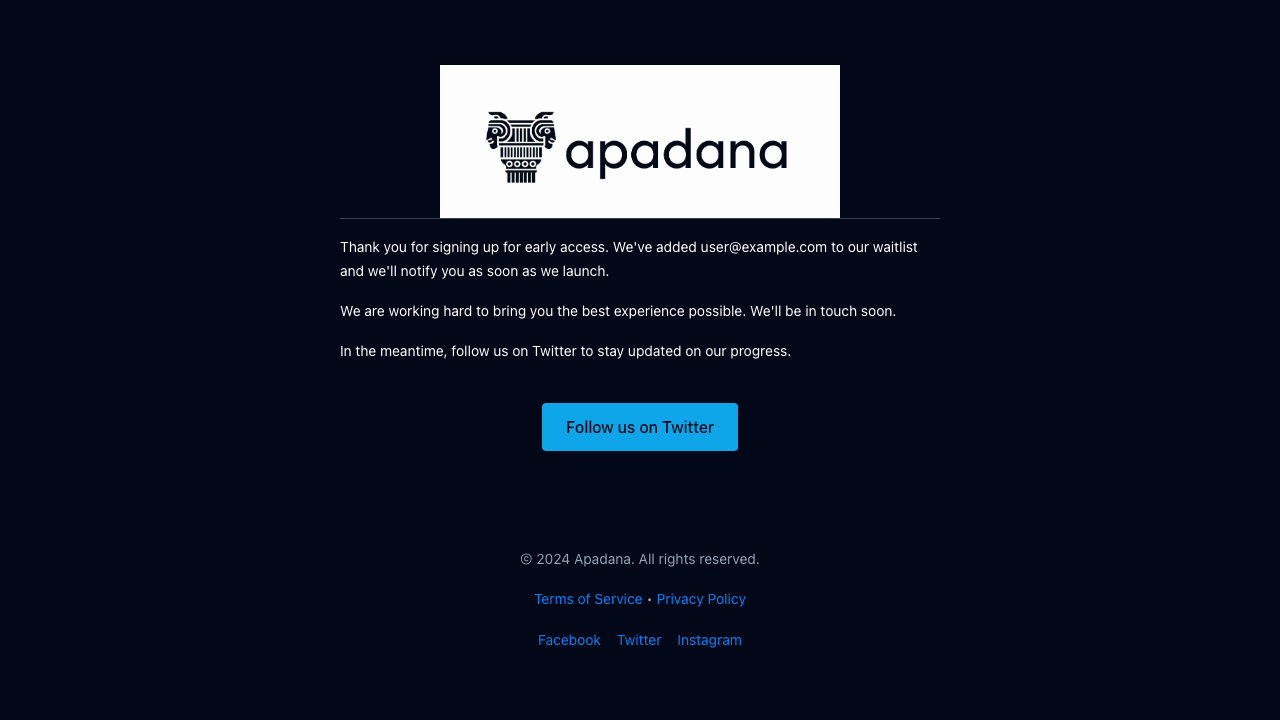 apadana
Thank you for signing up for early access. We've added user@example.com to our waitlist
and we'll notify you as soon as we launch.
We are working hard to bring you the best experience possible. We'll be in touch soon.
In the meantime, follow us on Twitter to stay updated on our progress.
Follow us on Twitter
© 2024 Apadana. All rights reserved.
Terms of Service • Privacy Policy
Facebook Twitter Instagram